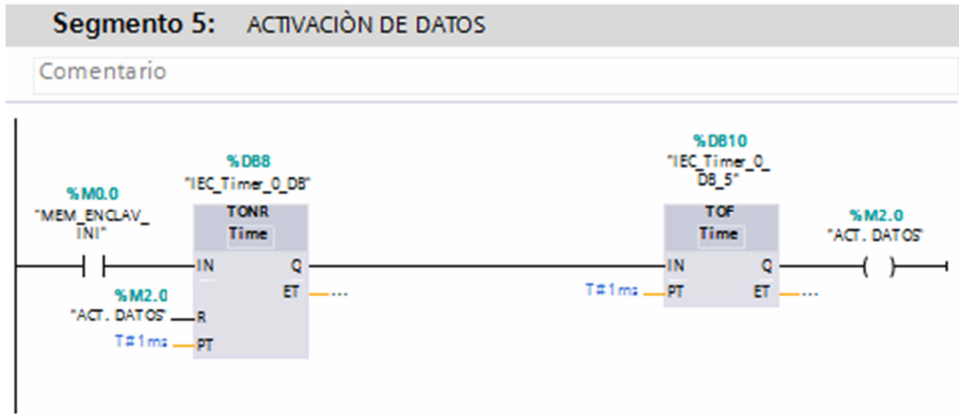 Segmento 5: ACTIVACIÒN DE DATOS
Comentario
%DB8
"IEC_Timer_0_DB"
%DB10
"IEC_Timer_0_
DB_5"
%M0.0
"MEM_ENCLAV_
INI"
TONR
Time
TOF
Time
%M2.0
"ACT. DATOS"
IN Q
IN Q
ET ...
T#1ms PT ET ...
%M2.0
"ACT. DATOS" R
T#1ms PT